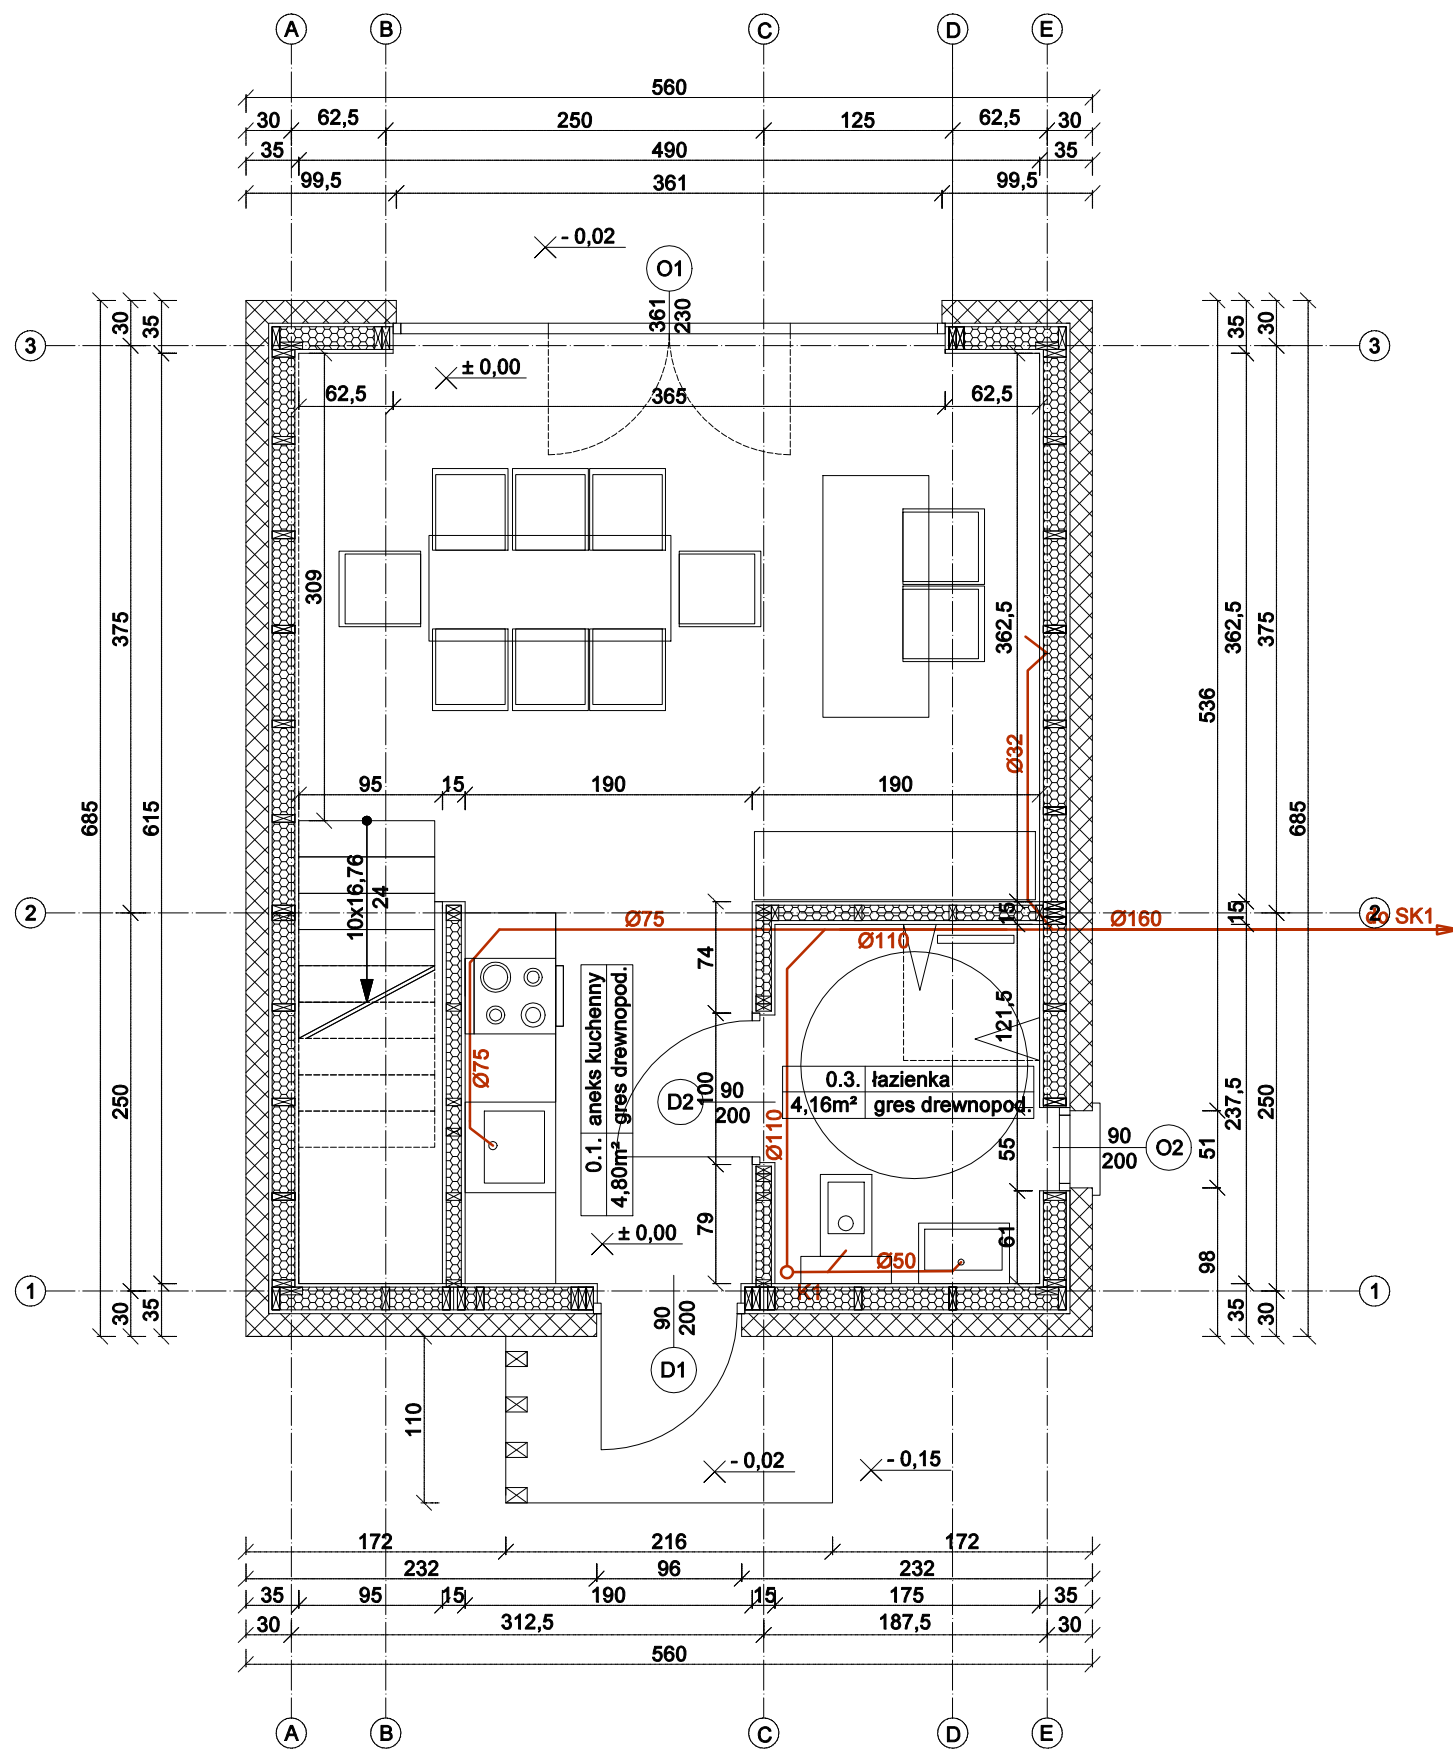 A B C D E
560
30 62,5 250 125 62,5 30
35 490 35
99,5 361 99,5
- 0,02
O1
361
230
30 35
35 30
3 3
± 0,00
62,5 365 62,5
309
362,5
375
615
685
362,5
375
536
685
Ø32
95 15 190 190
10x16,76
24
2 2
Ø75
Ø110
Ø160
do SK1
15
15
74
121,5
Ø75
0.1. aneks kuchenny
4,80m² gres drewnopod.
100
D2
90
200
0.3. łazienka
4,16m² gres drewnopod.
Ø110
250
237,5
250
55
90
200
O2
51
79
61
98
± 0,00
Ø50
K1
1 1
30 35
35 30
90
200
D1
110
- 0,02
- 0,15
172 216 172
232 96 232
35 95 15 190 15 175 35
30 312,5 187,5 30
560
A B C D E